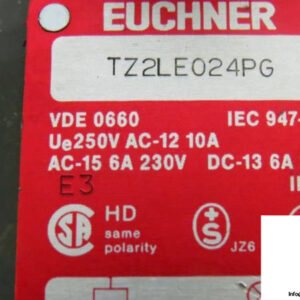 EUCHNER
TZ2LE024PG
VDE 0660 IEC 947-
Ue250V AC-12 10A
AC-15 6A 230V DC-13 6A
E3
HD
same
polarity
SA
+S
JZ6